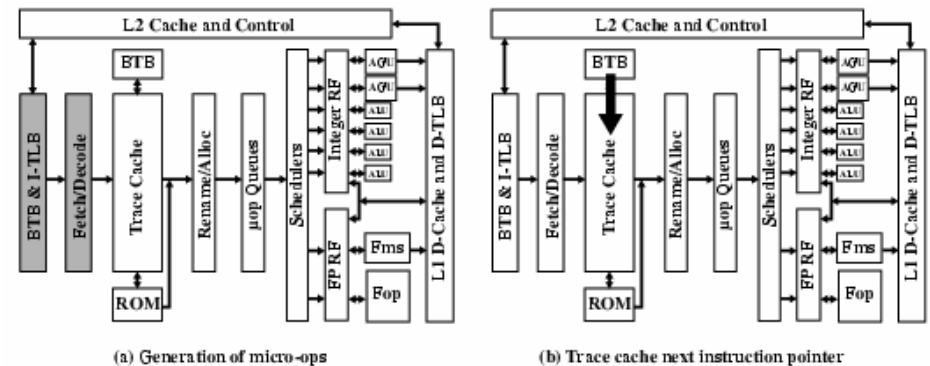 L2 Cache and Control
BTB
BTB & I-TLB
Fetch/Decode
Trace Cache
ROM
Rename/Alloc
µop Queues
Schedulers
Integer RF
FP RF
AGU
AGU
ALU
ALU
ALU
ALU
Fms
Fop
L1 D-Cache and D-TLB
(a) Generation of micro-ops
L2 Cache and Control
BTB
BTB & I-TLB
Fetch/Decode
Trace Cache
ROM
Rename/Alloc
µop Queues
Schedulers
Integer RF
FP RF
AGU
AGU
ALU
ALU
ALU
ALU
Fms
Fop
L1 D-Cache and D-TLB
(b) Trace cache next instruction pointer